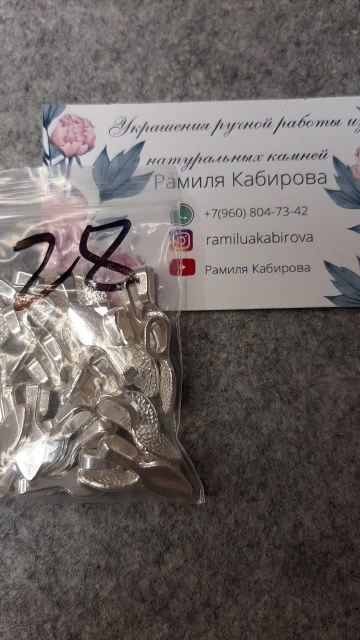 Украшения ручной работы из
натуральных камней
Рамиля Кабирова
+7(960) 804-73-42
ramiluakabirova
Рамиля Кабирова
28